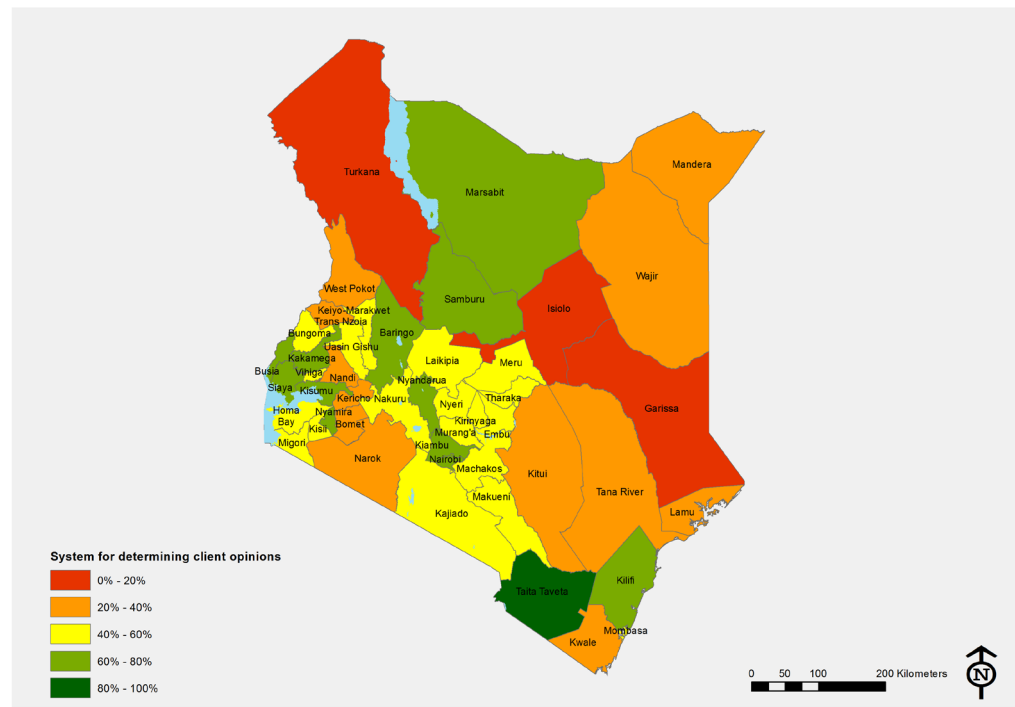 Mandera
Turkana
Marsabit
Wajir
West Pokot
Samburu
Isiolo
Keiyo-Marakwet
Trans Nzoia
Bungoma
Baringo
Uasin Gishu
Kakamega
Laikipia
Meru
Busia
Vihiga
Nandi
Nyandarua
Siaya
Kisumu
Kericho
Nakuru
Tharaka
Nyeri
Garissa
Homa
Bay
Nyamira
Kirinyaga
Kisii
Bomet
Murang'a
Embu
Migori
Kiambu
Narok
Nairobi
Machakos
Kitui
Tana River
Makueni
Kajiado
Lamu
System for determining client opinions
0% - 20%
20% - 40%
40% - 60%
60% - 80%
80% - 100%
Kilifi
Taita Taveta
Mombasa
Kwale
0 50 100 200 Kilometers
N